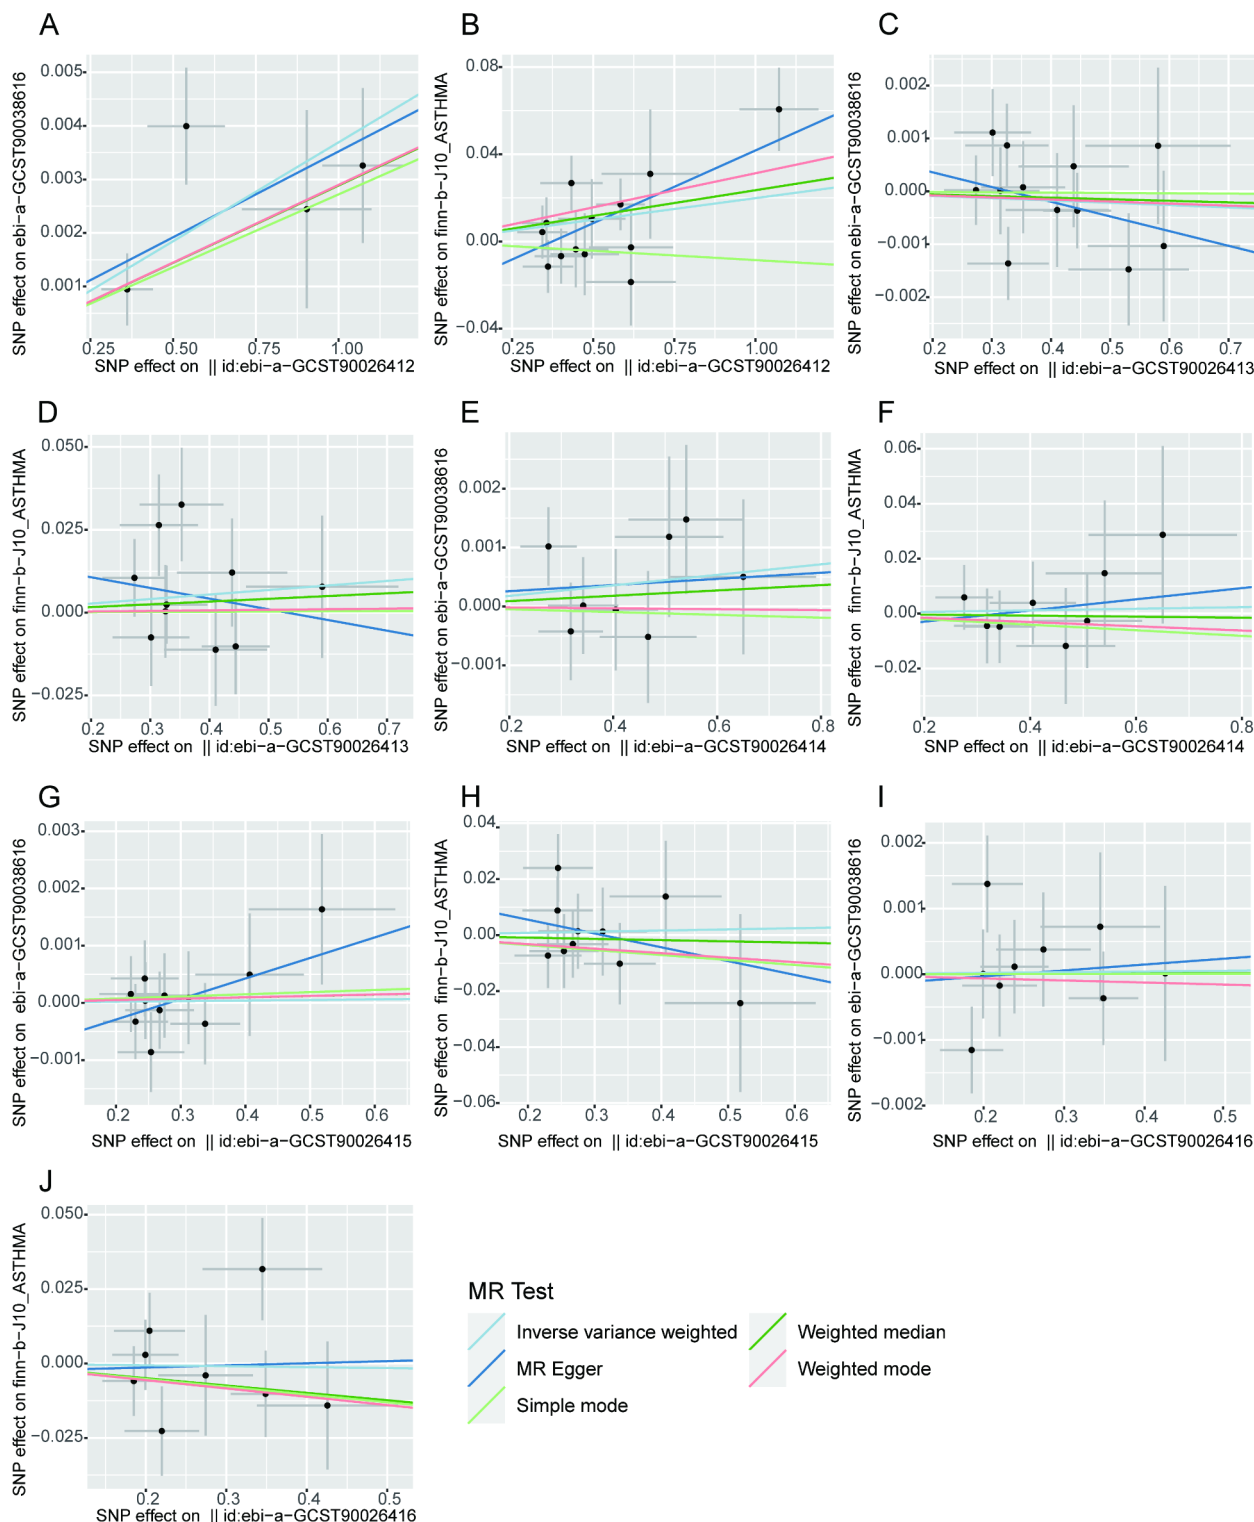 A
SNP effect on ebi-a-GCST90038616
0.005
0.004
0.003
0.002
0.001
0.25 0.50 0.75 1.00
SNP effect on || id:ebi-a-GCST90026412
B
SNP effect on finn-b-J10_ASTHMA
0.08
0.04
0.00
−0.04
0.25 0.50 0.75 1.00
SNP effect on || id:ebi-a-GCST90026412
C
SNP effect on ebi-a-GCST90038616
0.002
0.001
0.000
−0.001
−0.002
0.2 0.3 0.4 0.5 0.6 0.7
SNP effect on || id:ebi-a-GCST90026413
D
SNP effect on finn-b-J10_ASTHMA
0.050
0.025
0.000
−0.025
0.2 0.3 0.4 0.5 0.6 0.7
SNP effect on || id:ebi-a-GCST90026413
E
SNP effect on ebi-a-GCST90038616
0.002
0.001
0.000
−0.001
0.2 0.4 0.6 0.8
SNP effect on || id:ebi-a-GCST90026414
F
SNP effect on finn-b-J10_ASTHMA
0.06
0.04
0.02
0.00
−0.02
0.2 0.4 0.6 0.8
SNP effect on || id:ebi-a-GCST90026414
G
SNP effect on ebi-a-GCST90038616
0.003
0.002
0.001
0.000
−0.001
0.2 0.3 0.4 0.5 0.6
SNP effect on || id:ebi-a-GCST90026415
H
SNP effect on finn-b-J10_ASTHMA
0.04
0.02
0.00
−0.02
−0.04
−0.06
0.2 0.3 0.4 0.5 0.6
SNP effect on || id:ebi-a-GCST90026415
I
SNP effect on ebi-a-GCST90038616
0.002
0.001
0.000
−0.001
−0.002
0.2 0.3 0.4 0.5
SNP effect on || id:ebi-a-GCST90026416
J
SNP effect on finn-b-J10_ASTHMA
0.050
0.025
0.000
−0.025
0.2 0.3 0.4 0.5
SNP effect on || id:ebi-a-GCST90026416
MR Test
Inverse variance weighted
MR Egger
Simple mode
Weighted median
Weighted mode